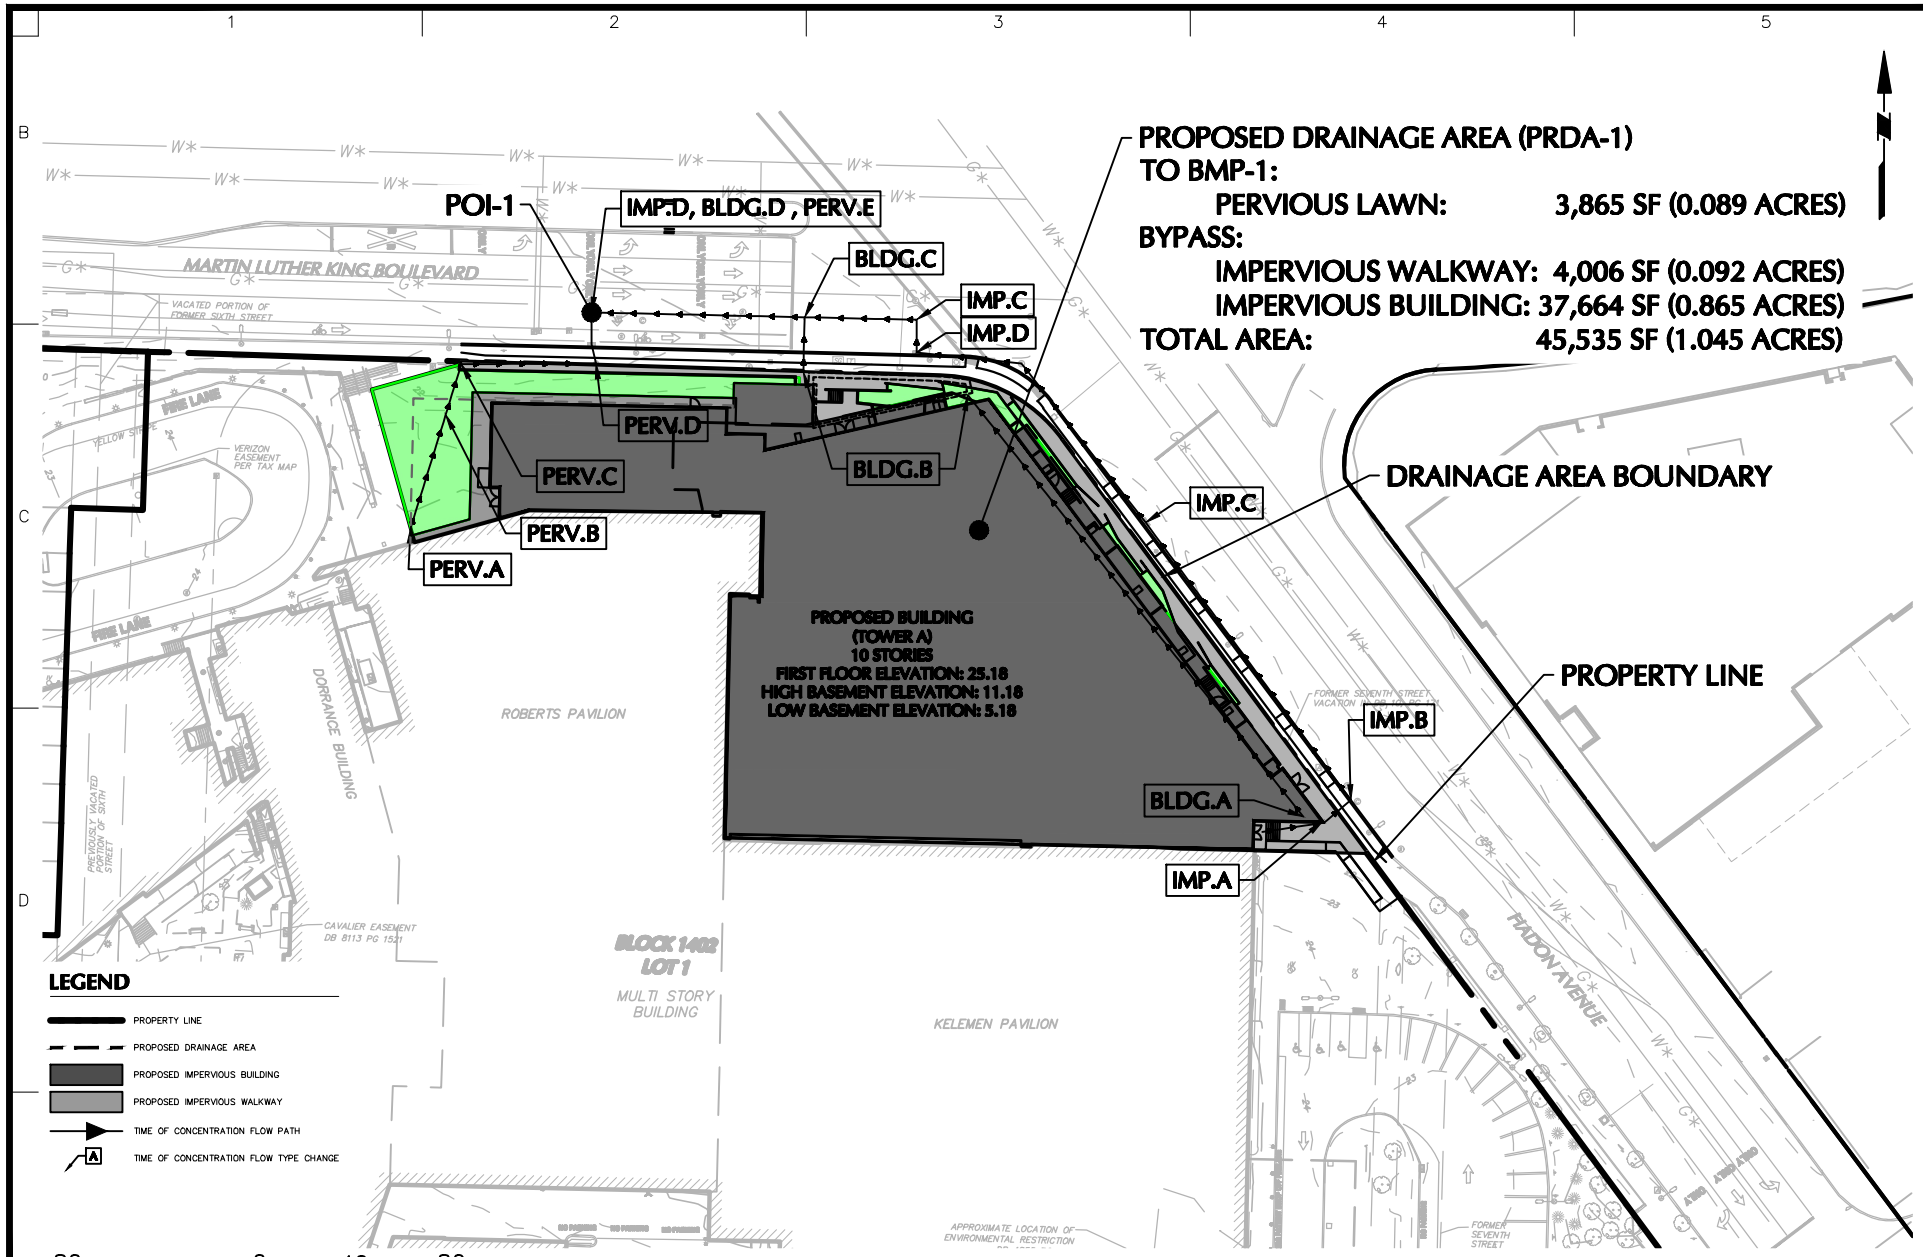 1 2 3 4 5
B
C
D
PROPOSED DRAINAGE AREA (PRDA-1)
TO BMP-1:
PERVIOUS LAWN: 3,865 SF (0.089 ACRES)
BYPASS:
IMPERVIOUS WALKWAY: 4,006 SF (0.092 ACRES)
IMPERVIOUS BUILDING: 37,664 SF (0.865 ACRES)
TOTAL AREA: 45,535 SF (1.045 ACRES)
POI-1
IMP.D, BLDG.D , PERV.E
BLDG.C
IMP.C
IMP.D
MARTIN LUTHER KING BOULEVARD
VACATED PORTION OF
FORMER SIXTH STREET
FIRE LANE
YELLOW STRIPE
VERIZON
EASEMENT
PER TAX MAP
PERV.D
PERV.C
BLDG.B
PERV.B
PERV.A
IMP.C
DRAINAGE AREA BOUNDARY
PROPERTY LINE
PROPOSED BUILDING
(TOWER A)
10 STORIES
FIRST FLOOR ELEVATION: 25.18
HIGH BASEMENT ELEVATION: 11.18
LOW BASEMENT ELEVATION: 5.18
FIRE LANE
DORRANCE BUILDING
ROBERTS PAVILION
FORMER SEVENTH STREET
IMP.B
BLDG.A
IMP.A
PREVIOUSLY VACATED
PORTION OF SIXTH
STREET
CAVALIER EASEMENT
DB 8113 PG 1521
BLOCK 1402
LOT 1
MULTI STORY
BUILDING
KELEMEN PAVILION
HADON AVENUE
LEGEND
PROPERTY LINE
PROPOSED DRAINAGE AREA
PROPOSED IMPERVIOUS BUILDING
PROPOSED IMPERVIOUS WALKWAY
TIME OF CONCENTRATION FLOW PATH
A TIME OF CONCENTRATION FLOW TYPE CHANGE
NO PARKING NO PARKING NO PARKING
APPROXIMATE LOCATION OF
ENVIRONMENTAL RESTRICTION
FORMER
SEVENTH
STREET